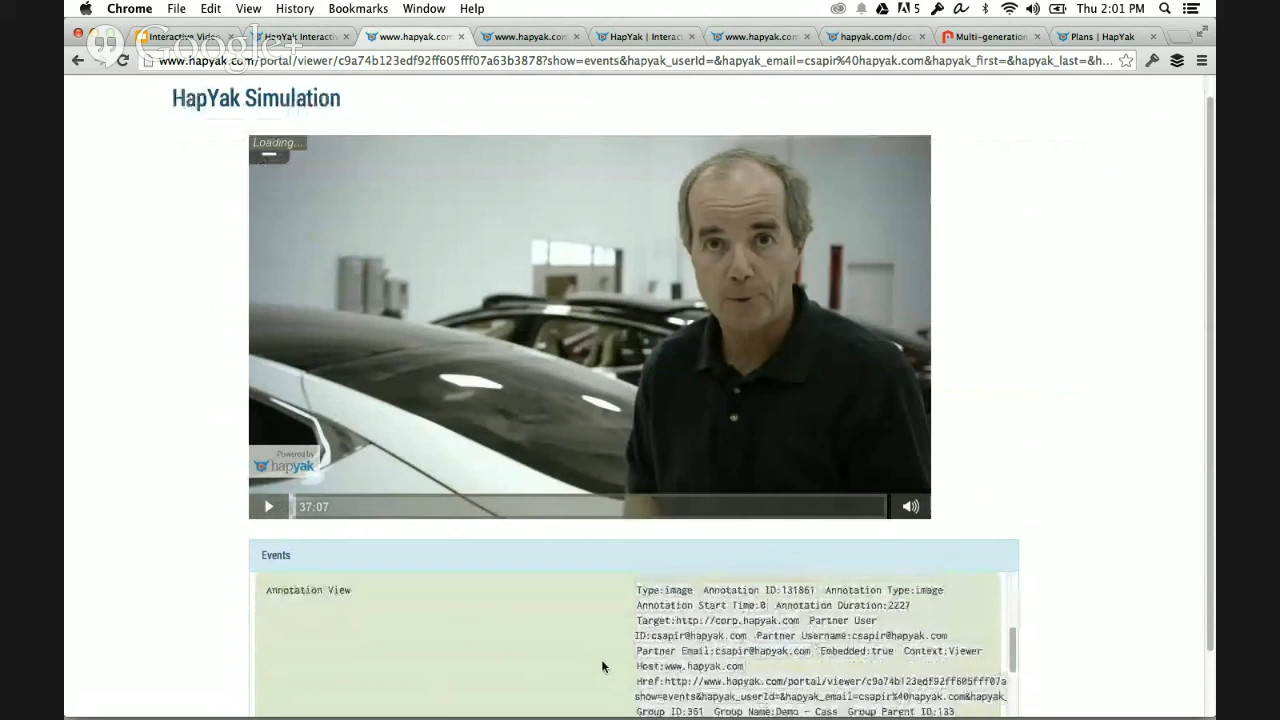 Chrome File Edit View History Bookmarks Window Help 5 Thu 2:01 PM
Interactive Vide HapYak Interacti www.hapyak.com www.hapyak.com HapYak | Interact www.hapyak.com hapyak.com/doc Multi-generation Plans | HapYak
Google+
www.hapyak.com/portal/viewer/c9a74b123edf92ff605fff07a6333878?show=events&hapyak_userId=&hapyak_email=csapir%40hapyak.com&hapyak_first=&hapyak_last=&h...
HapYak Simulation
Loading...
Powered by
hapyak
37:07
Events
Annotation View
Type:image Annotation ID:131861 Annotation Type:image
Annotation Start Time:0 Annotation Duration:2227
Target:http://corp.hapyak.com Partner User
ID:csapir@hapyak.com Partner Username:csapir@hapyak.com
Partner Email:csapir@hapyak.com Embedded:true Context:Viewer
Host:www.hapyak.com
Href:http://www.hapyak.com/portal/viewer/c9a74b123edf92ff605fff07a
show=events&hapyak_userId=&hapyak_email=csapir%40hapyak.com&hapyak_
Group ID:361 Group Name:Demo - Cass Group Parent ID:133